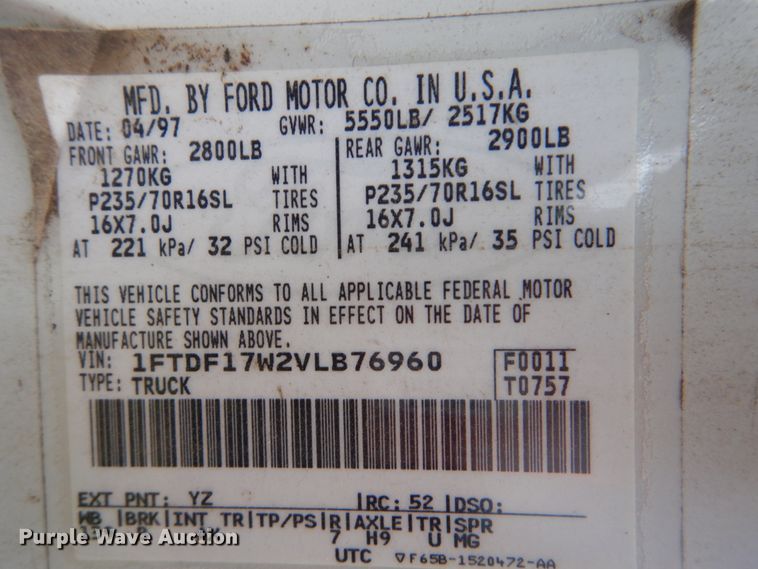 MFD. BY FORD MOTOR CO. IN U.S.A.
DATE: 04/97 GVWR: 5550LB/ 2517KG
FRONT GAWR: 2800LB REAR GAWR: 2900LB
1270KG WITH 1315KG WITH
P235/70R16SL TIRES P235/70R16SL TIRES
16X7.0J RIMS 16X7.0J RIMS
AT 221 kPa/ 32 PSI COLD AT 241 kPa/ 35 PSI COLD
THIS VEHICLE CONFORMS TO ALL APPLICABLE FEDERAL MOTOR
VEHICLE SAFETY STANDARDS IN EFFECT ON THE DATE OF
MANUFACTURE SHOWN ABOVE.
VIN: 1FTDF17W2VLB76960 F0011
TYPE: TRUCK T0757
EXT PNT: YZ RC: 52 DSO:
WB BRK INT TR TP/PS R AXLE TR SPR
7 H9 U MG
Purple Wave Auction
UTC ▽F65B-1520472-AA